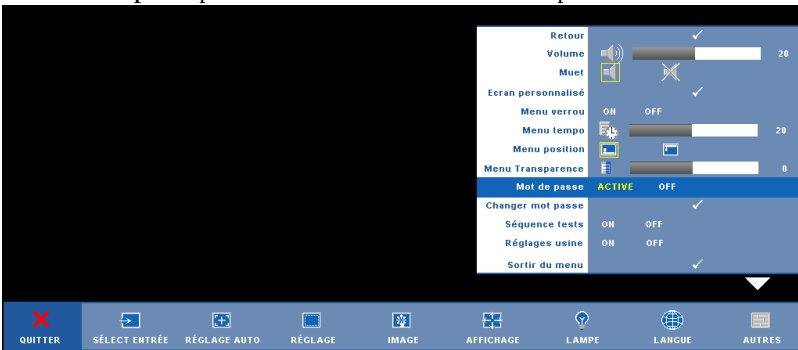 Retour
Volume 20
Muet
Ecran personnalisé
Menu verrou ON OFF
Menu tempo 20
Menu position
Menu Transparence 0
Mot de passe ACTIVE OFF
Changer mot passe
Séquence tests ON OFF
Réglages usine ON OFF
Sortir du menu
QUITTER SÉLECT ENTRÉE RÉGLAGE AUTO RÉGLAGE IMAGE AFFICHAGE LAMPE LANGUE AUTRES